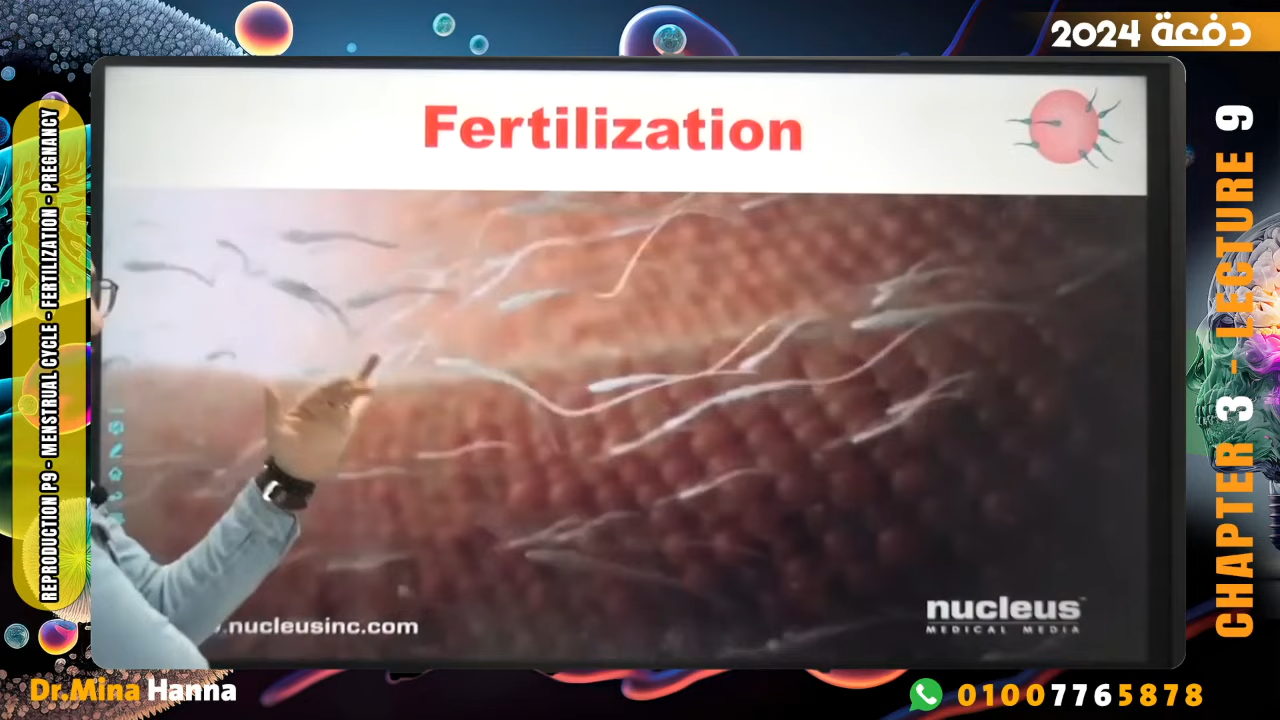 دفعة 2024
Fertilization
REPRODUCTION P9 - MENSTRUAL CYCLE - FERTILIZATION - PREGNANCY
CHAPTER 3 - LECTURE 9
.nucleusinc.com
nucleus
MEDICAL MEDIA
Dr.Mina Hanna
01007765878